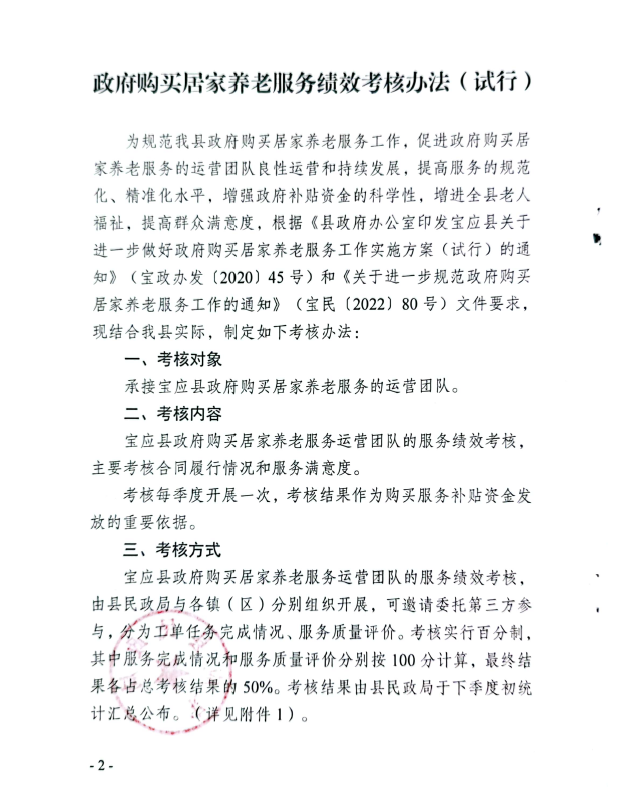 政府购买居家养老服务绩效考核办法（试行）
为规范我县政府购买居家养老服务工作，促进政府购买居
家养老服务的运营团队良性运营和持续发展，提高服务的规范
化、精准化水平，增强政府补贴资金的科学性，增进全县老人
福祉，提高群众满意度，根据《县政府办公室印发宝应县关于
进一步做好政府购买居家养老服务工作实施方案（试行）的通
知》（宝政办发〔2020〕45 号）和《关于进一步规范政府购买
居家养老服务工作的通知》（宝民〔2022〕80 号）文件要求，
现结合我县实际，制定如下考核办法：
一、考核对象
承接宝应县政府购买居家养老服务的运营团队。
二、考核内容
宝应县政府购买居家养老服务运营团队的服务绩效考核，
主要考核合同履行情况和服务满意度。
考核每季度开展一次，考核结果作为购买服务补贴资金发
放的重要依据。
三、考核方式
宝应县政府购买居家养老服务运营团队的服务绩效考核，
由县民政局与各镇（区）分别组织开展，可邀请委托第三方参
与，分为工单任务完成情况、服务质量评价。考核实行百分制，
其中服务完成情况和服务质量评价分别按 100 分计算，最终结
果各占总考核结果的 50%。考核结果由县民政局于下季度初统
计汇总公布。（详见附件 1）。
- 2 -